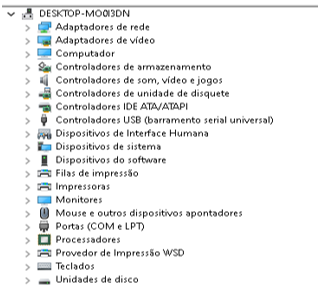 DESKTOP-MO0I3DN
Adaptadores de rede
Adaptadores de vídeo
Computador
Controladores de armazenamento
Controladores de som, vídeo e jogos
Controladores de unidade de disquete
Controladores IDE ATA/ATAPI
Controladores USB (barramento serial universal)
Dispositivos de Interface Humana
Dispositivos de sistema
Dispositivos do software
Filas de impressão
Impressoras
Monitores
Mouse e outros dispositivos apontadores
Portas (COM e LPT)
Processadores
Provedor de Impressão WSD
Teclados
Unidades de disco